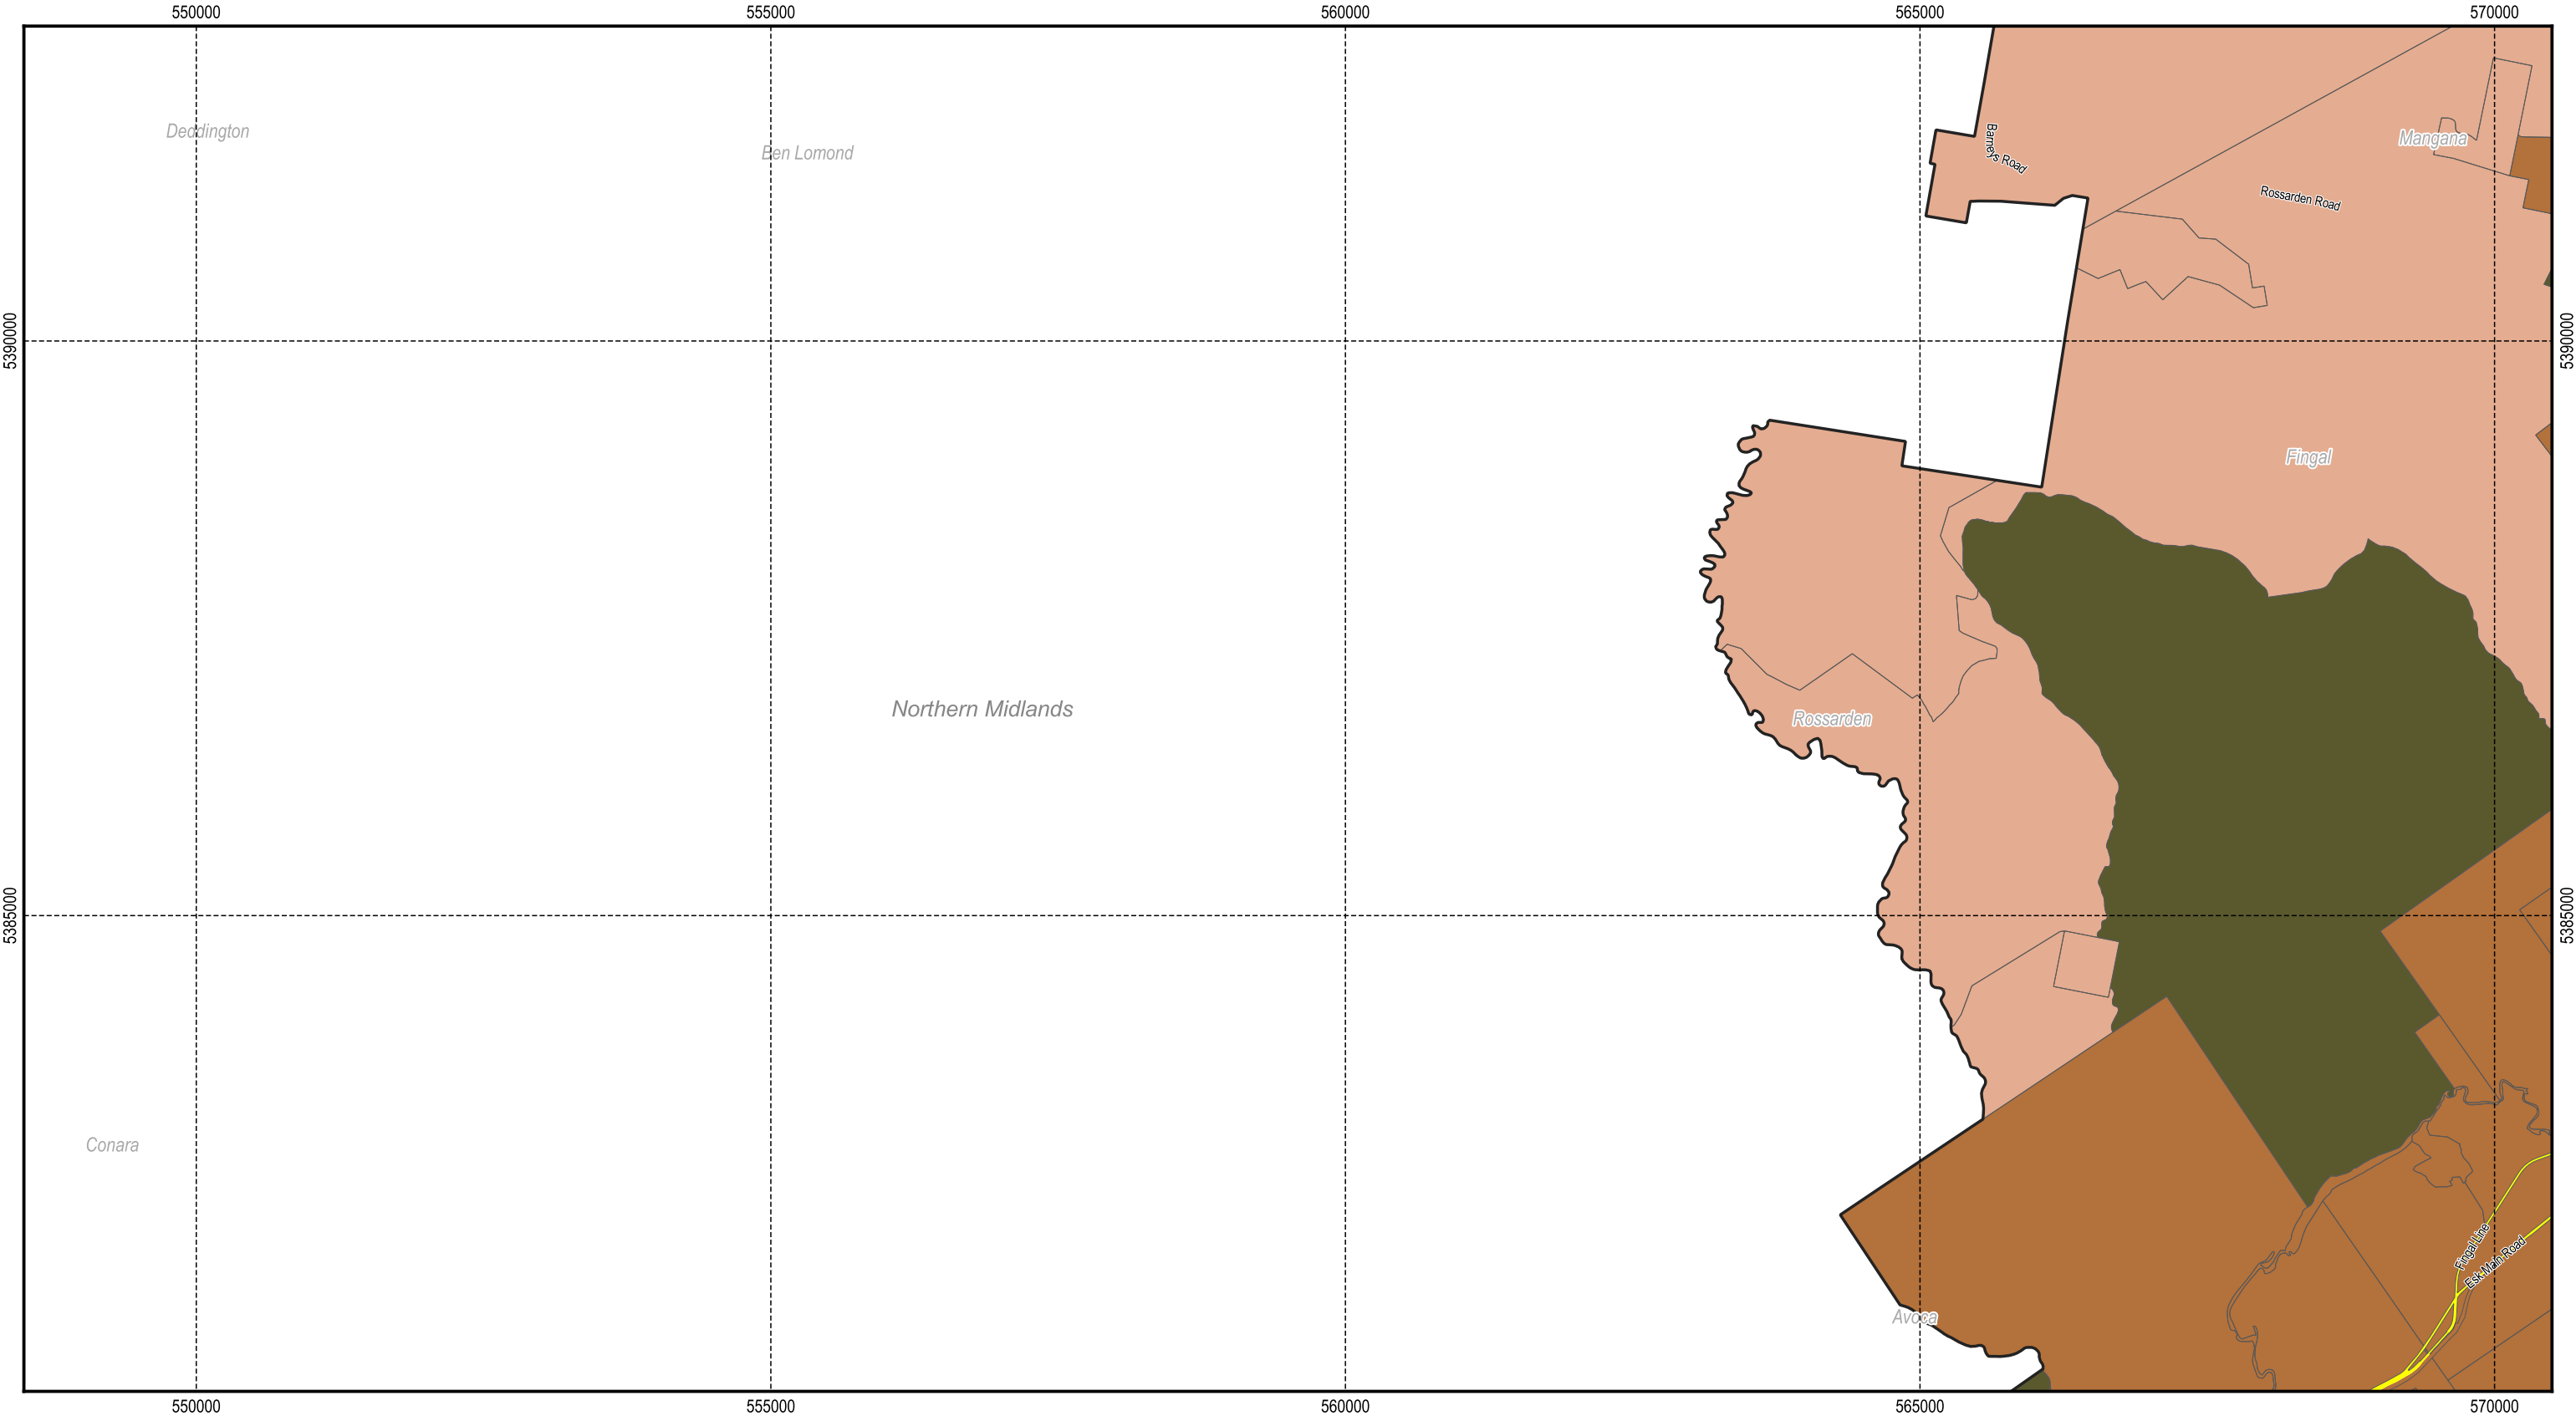 550000 555000 560000 565000 570000
Deddington
Ben Lomond
Barneys Road
Mangana
Rossarden Road
5390000 5390000
Fingal
Northern Midlands
Rossarden
5385000 5385000
Conara
Fingal Line
Esk Main Road
Avoca
550000 555000 560000 565000 570000